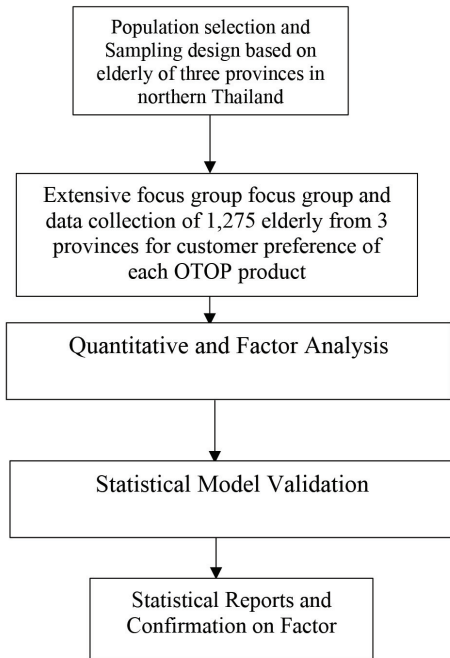 Population selection and
Sampling design based on
elderly of three provinces in
northern Thailand
Extensive focus group focus group and
data collection of 1,275 elderly from 3
provinces for customer preference of
each OTOP product
Quantitative and Factor Analysis
Statistical Model Validation
Statistical Reports and
Confirmation on Factor